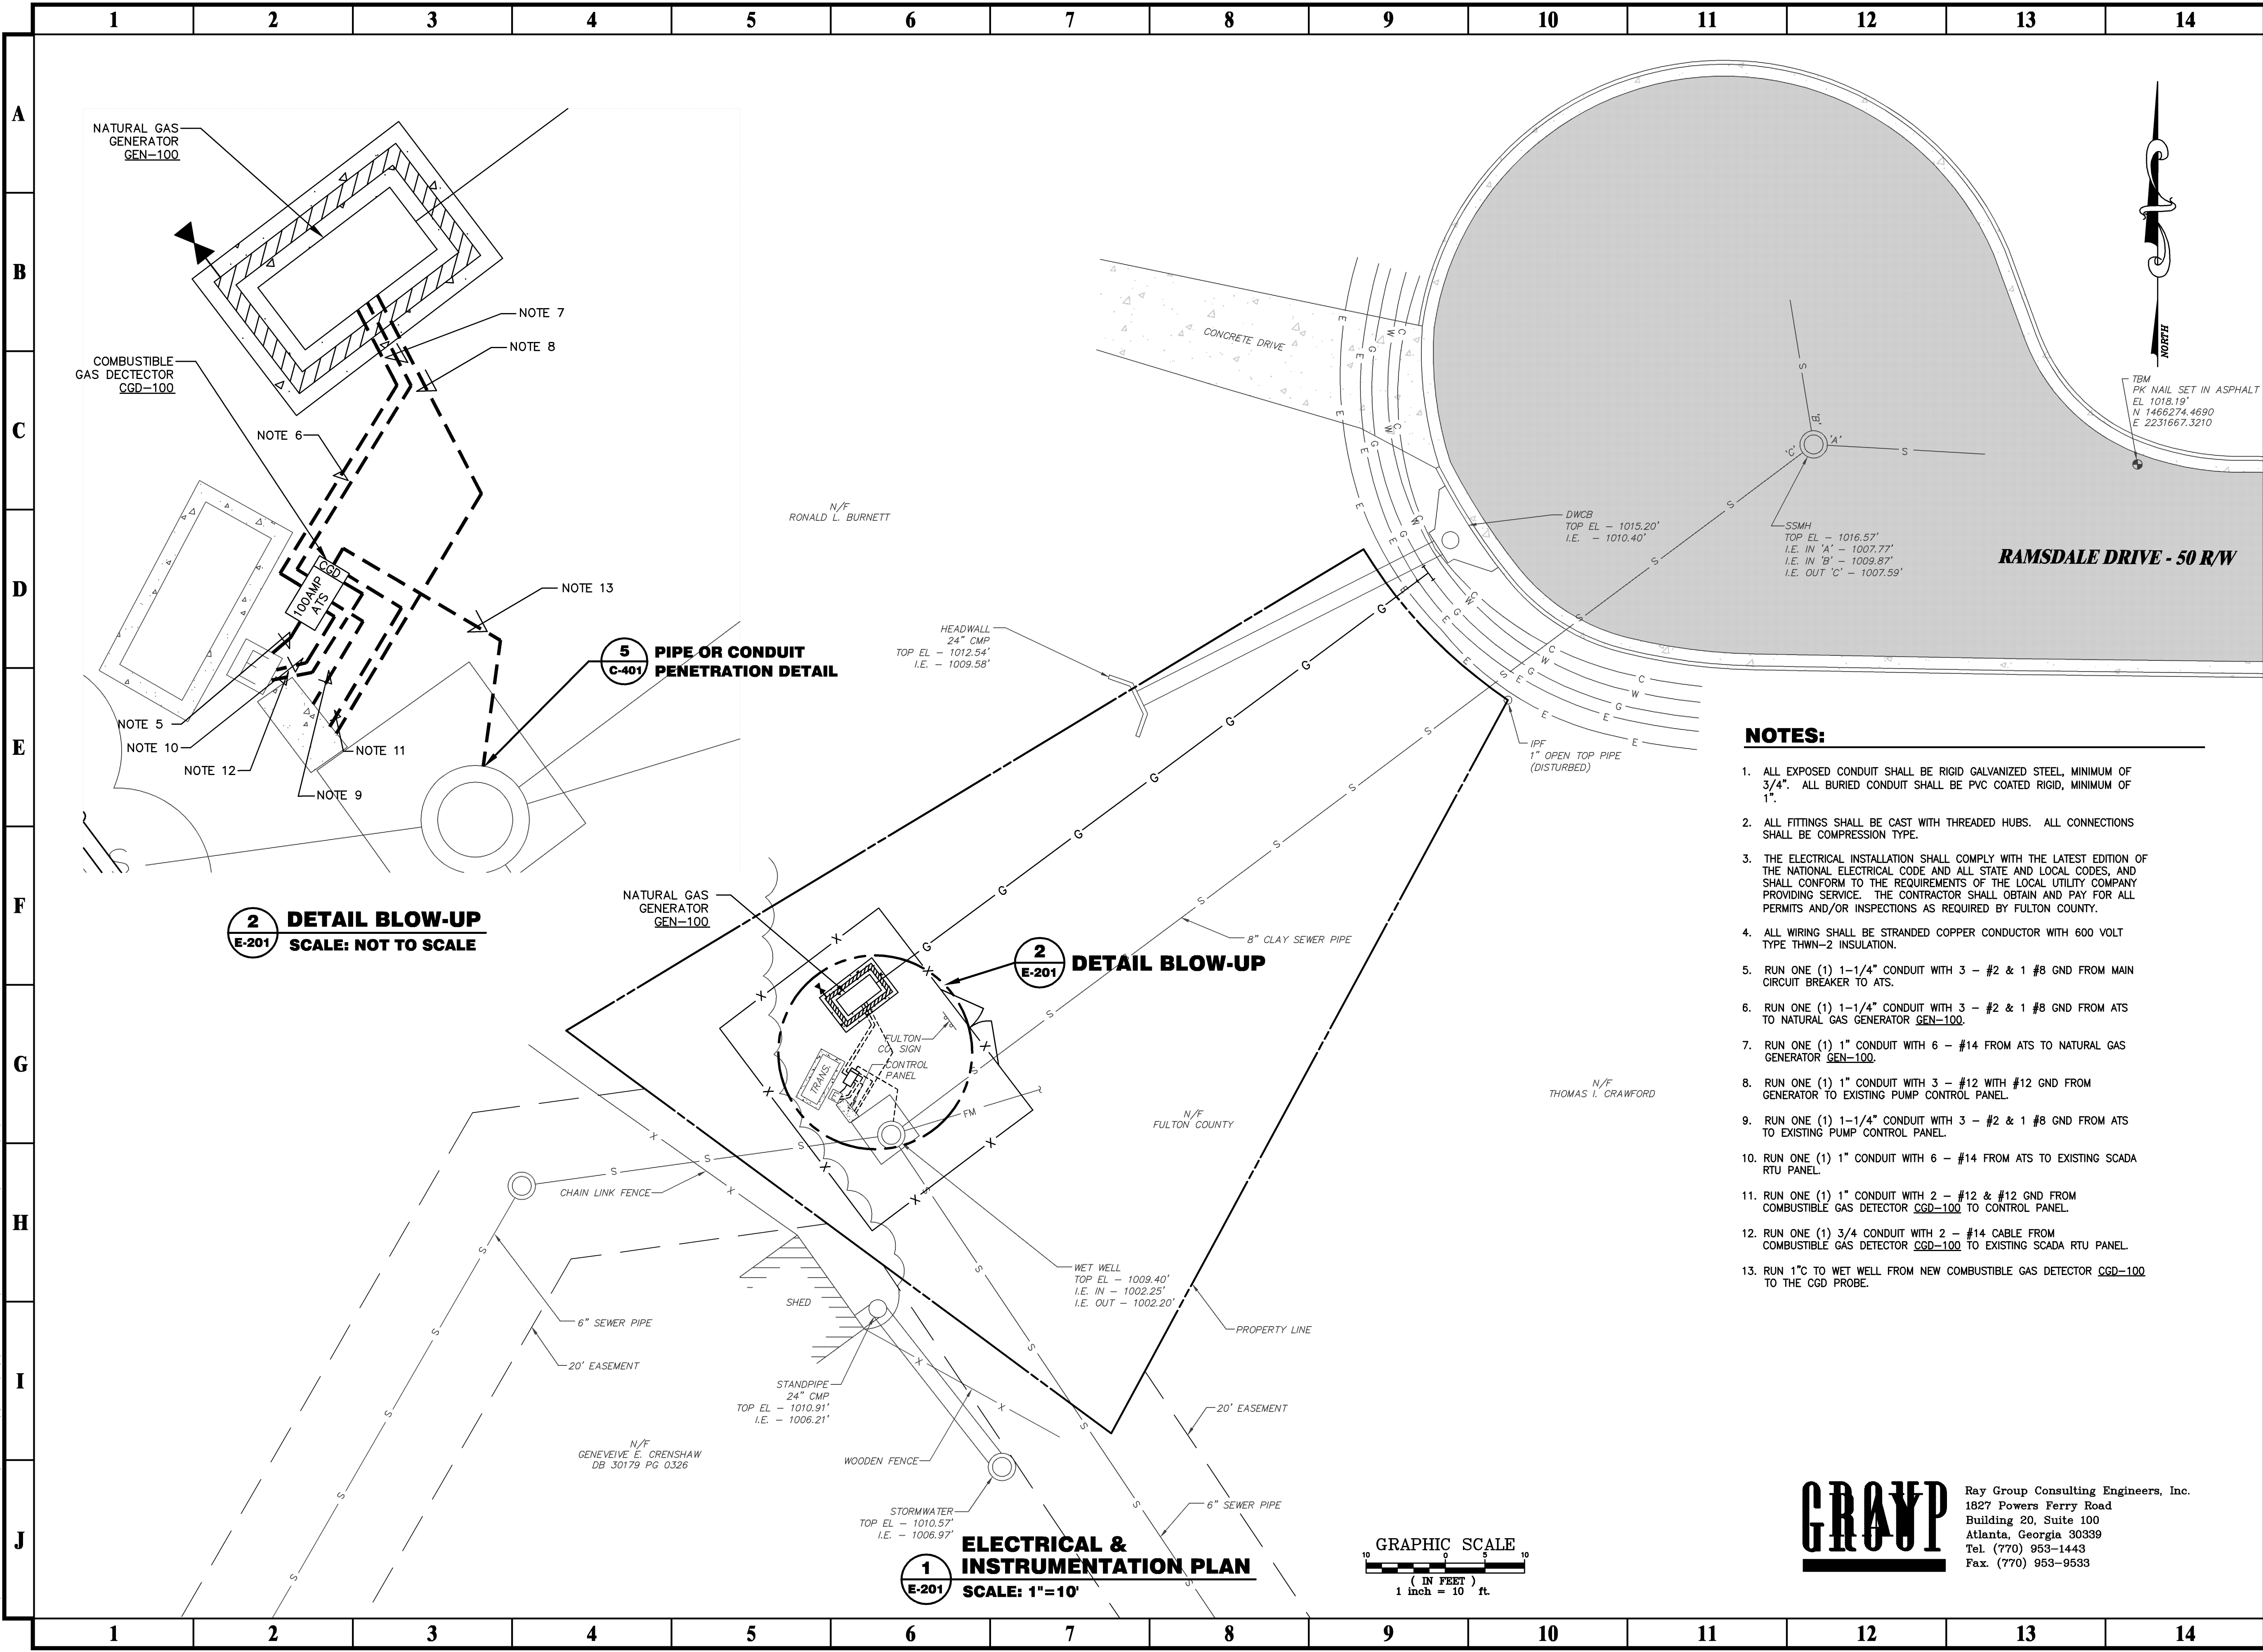 1 2 3 4 5 6 7 8 9 10 11 12 13 14
A
B
C
D
E
F
G
H
I
J
NATURAL GAS
GENERATOR
GEN-100
NOTE 7
NOTE 8
COMBUSTIBLE
GAS DECTECTOR
CGD-100
NOTE 6
CGD
100AMP
ATS
NOTE 13
5
C-401
PIPE OR CONDUIT
PENETRATION DETAIL
NOTE 5
NOTE 10
NOTE 12
NOTE 9
NOTE 11
S
2
E-201
DETAIL BLOW-UP
SCALE: NOT TO SCALE
CONCRETE DRIVE
N/F
RONALD L. BURNETT
HEADWALL
24" CMP
TOP EL - 1012.54'
I.E. - 1009.58'
DWCB
TOP EL - 1015.20'
I.E. - 1010.40'
'B'
'A'
'C'
SSMH
TOP EL - 1016.57'
I.E. IN 'A' - 1007.77'
I.E. IN 'B' - 1009.87'
I.E. OUT 'C' - 1007.59'
NORTH
TBM
PK NAIL SET IN ASPHALT
EL 1018.19'
N 1466274.4690
E 2231667.3210
RAMSDALE DRIVE - 50 R/W
IPF
1" OPEN TOP PIPE
(DISTURBED)
NATURAL GAS
GENERATOR
GEN-100
2
E-201
DETAIL BLOW-UP
8" CLAY SEWER PIPE
FULTON
CO. SIGN
CONTROL
PANEL
TRANS.
FM
N/F
FULTON COUNTY
N/F
THOMAS I. CRAWFORD
CHAIN LINK FENCE
6" SEWER PIPE
20' EASEMENT
SHED
WET WELL
TOP EL - 1009.40'
I.E. IN - 1002.25'
I.E. OUT - 1002.20'
PROPERTY LINE
STANDPIPE
24" CMP
TOP EL - 1010.91'
I.E. - 1006.21'
20' EASEMENT
N/F
GENEVEIVE E. CRENSHAW
DB 30179 PG 0326
WOODEN FENCE
6" SEWER PIPE
STORMWATER
TOP EL - 1010.57'
I.E. - 1006.97'
1
E-201
ELECTRICAL &
INSTRUMENTATION PLAN
SCALE: 1"=10'
GRAPHIC SCALE
10 0 5 10
( IN FEET )
1 inch = 10 ft.
NOTES:
1. ALL EXPOSED CONDUIT SHALL BE RIGID GALVANIZED STEEL, MINIMUM OF
3/4". ALL BURIED CONDUIT SHALL BE PVC COATED RIGID, MINIMUM OF
1".
2. ALL FITTINGS SHALL BE CAST WITH THREADED HUBS. ALL CONNECTIONS
SHALL BE COMPRESSION TYPE.
3. THE ELECTRICAL INSTALLATION SHALL COMPLY WITH THE LATEST EDITION OF
THE NATIONAL ELECTRICAL CODE AND ALL STATE AND LOCAL CODES, AND
SHALL CONFORM TO THE REQUIREMENTS OF THE LOCAL UTILITY COMPANY
PROVIDING SERVICE. THE CONTRACTOR SHALL OBTAIN AND PAY FOR ALL
PERMITS AND/OR INSPECTIONS AS REQUIRED BY FULTON COUNTY.
4. ALL WIRING SHALL BE STRANDED COPPER CONDUCTOR WITH 600 VOLT
TYPE THWN-2 INSULATION.
5. RUN ONE (1) 1-1/4" CONDUIT WITH 3 - #2 & 1 #8 GND FROM MAIN
CIRCUIT BREAKER TO ATS.
6. RUN ONE (1) 1-1/4" CONDUIT WITH 3 - #2 & 1 #8 GND FROM ATS
TO NATURAL GAS GENERATOR GEN-100.
7. RUN ONE (1) 1" CONDUIT WITH 6 - #14 FROM ATS TO NATURAL GAS
GENERATOR GEN-100.
8. RUN ONE (1) 1" CONDUIT WITH 3 - #12 WITH #12 GND FROM
GENERATOR TO EXISTING PUMP CONTROL PANEL.
9. RUN ONE (1) 1-1/4" CONDUIT WITH 3 - #2 & 1 #8 GND FROM ATS
TO EXISTING PUMP CONTROL PANEL.
10. RUN ONE (1) 1" CONDUIT WITH 6 - #14 FROM ATS TO EXISTING SCADA
RTU PANEL.
11. RUN ONE (1) 1" CONDUIT WITH 2 - #12 & #12 GND FROM
COMBUSTIBLE GAS DETECTOR CGD-100 TO CONTROL PANEL.
12. RUN ONE (1) 3/4 CONDUIT WITH 2 - #14 CABLE FROM
COMBUSTIBLE GAS DETECTOR CGD-100 TO EXISTING SCADA RTU PANEL.
13. RUN 1"C TO WET WELL FROM NEW COMBUSTIBLE GAS DETECTOR CGD-100
TO THE CGD PROBE.
Ray Group Consulting Engineers, Inc.
1827 Powers Ferry Road
Building 20, Suite 100
Atlanta, Georgia 30339
Tel. (770) 953-1443
Fax. (770) 953-9533
1 2 3 4 5 6 7 8 9 10 11 12 13 14